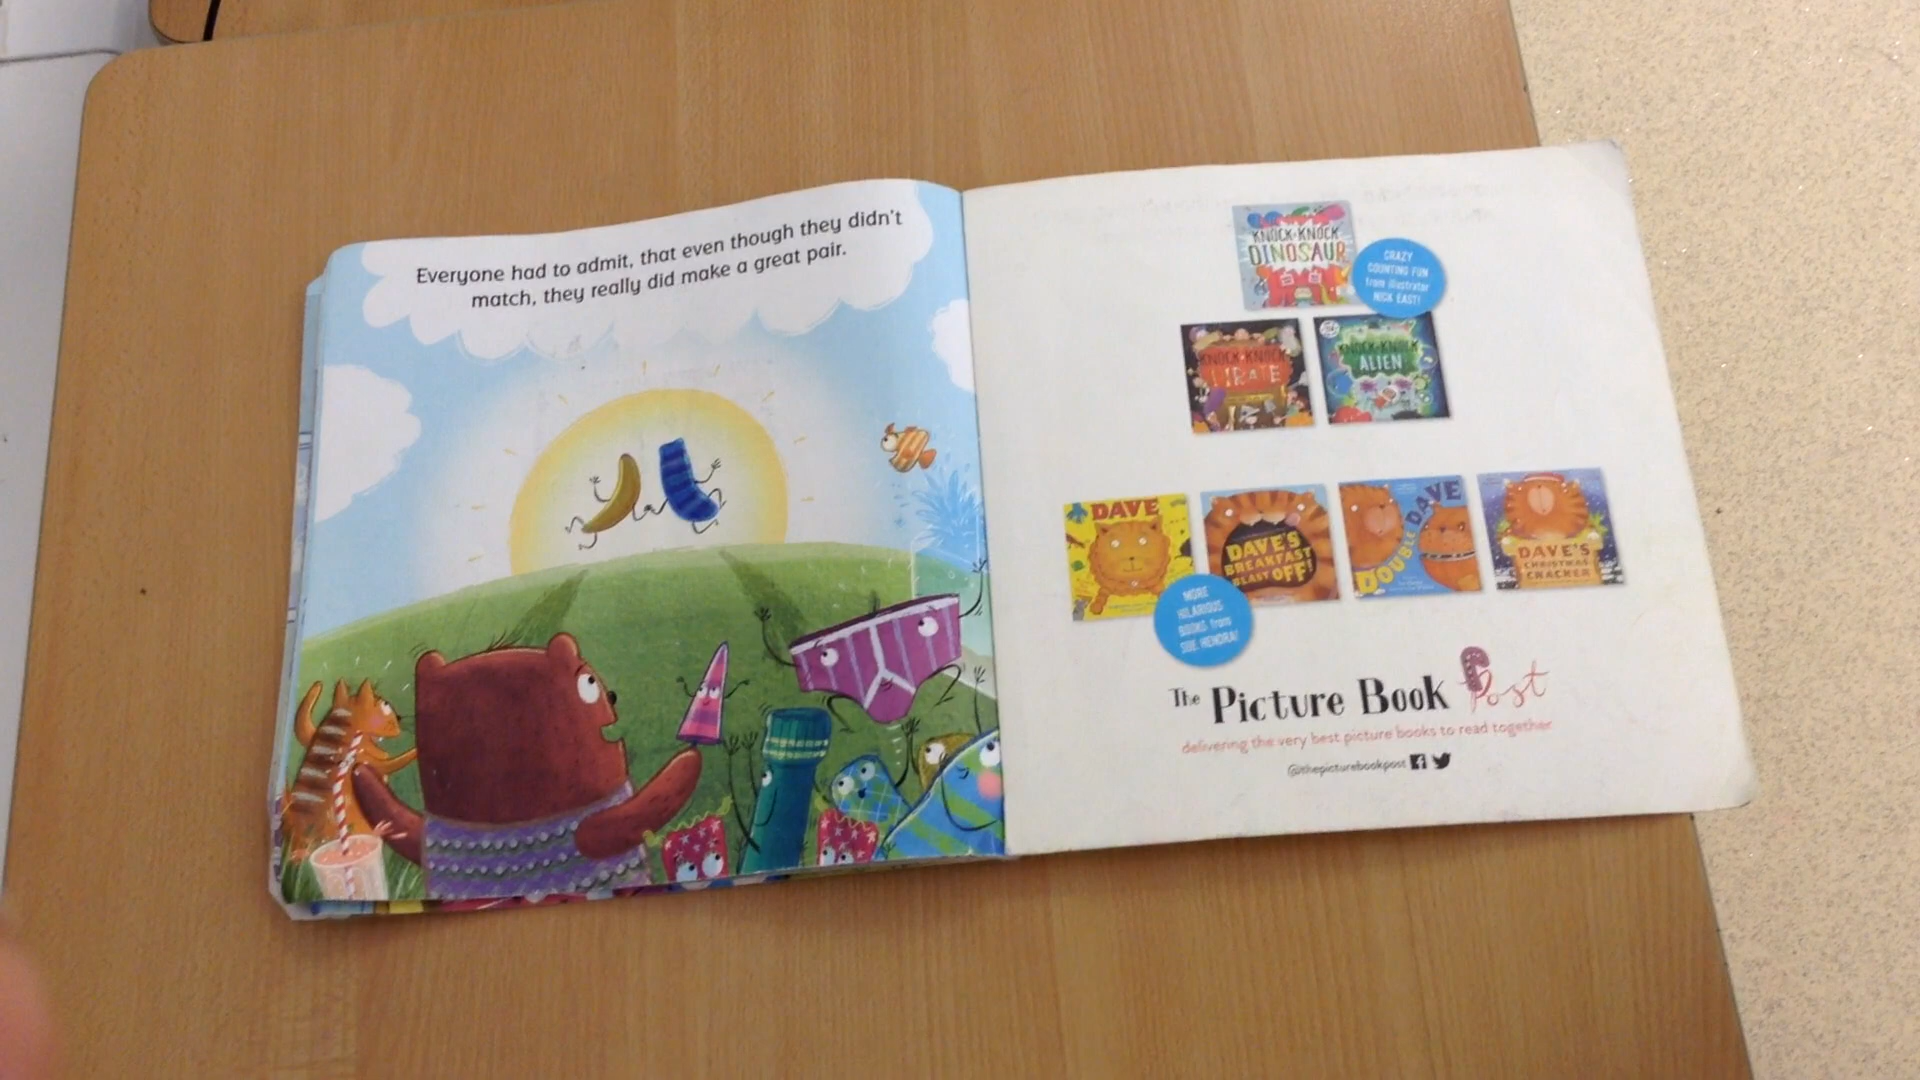 Everyone had to admit, that even though they didn't
match, they really did make a great pair.
KNOCK-KNOCK
DINOSAUR
CRAZY
COUNTING FUN
from illustrator
NICK EAST!
KNOCK-KNOCK
PIRATE
KNOCK-KNOCK
ALIEN
DAVE
DAVE'S
BREAKFAST
BLAST OFF!
DOUBLE DAVE
DAVE'S
CHRISTMAS
CRACKER
MORE
HILARIOUS
BOOKS from
SUE HENDRA!
The Picture Book Post
delivering the very best picture books to read together
@thepicturebookpost